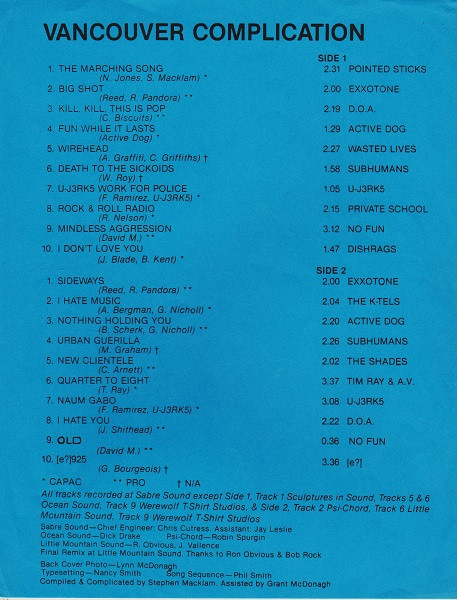 VANCOUVER COMPLICATION
SIDE 1
1. THE MARCHING SONG 2.31 POINTED STICKS
(N. Jones, S. Macklam) *
2. BIG SHOT 2.00 EXXOTONE
(Reed, R. Pandora) **
3. KILL, KILL, THIS IS POP 2.19 D.O.A.
(C. Biscuits) **
4. FUN WHILE IT LASTS 1.29 ACTIVE DOG
(Active Dog) *
5. WIREHEAD 2.27 WASTED LIVES
(A. Graffiti, C. Griffiths) †
6. DEATH TO THE SICKOIDS 1.58 SUBHUMANS
(W. Roy) †
7. U-J3RK5 WORK FOR POLICE 1.05 U-J3RK5
(F. Ramirez, U-J3RK5) *
8. ROCK & ROLL RADIO 2.15 PRIVATE SCHOOL
(R. Nelson) *
9. MINDLESS AGGRESSION 3.12 NO FUN
(David M.) **
10. I DON'T LOVE YOU 1.47 DISHRAGS
(J. Blade, B. Kent) *
SIDE 2
1. SIDEWAYS 2.00 EXXOTONE
(Reed, R. Pandora) **
2. I HATE MUSIC 2.04 THE K-TELS
(A. Bergman, G. Nicholl) *
3. NOTHING HOLDING YOU 2.20 ACTIVE DOG
(B. Scherk, G. Nicholl) **
4. URBAN GUERILLA 2.26 SUBHUMANS
(M. Graham) †
5. NEW CLIENTELE 2.02 THE SHADES
(C. Arnett) **
6. QUARTER TO EIGHT 3.37 TIM RAY & A.V.
(T. Ray) *
7. NAUM GABO 3.08 U-J3RK5
(F. Ramirez, U-J3RK5) *
8. I HATE YOU 2.22 D.O.A.
(J. Shithead) **
9. OLD 0.36 NO FUN
(David M.) **
10. [e?]925 3.36 [e?]
(G. Bourgeois) †
* CAPAC ** PRO † N/A
All tracks recorded at Sabre Sound except Side 1, Track 1 Sculptures in Sound, Tracks 5 & 6
Ocean Sound, Track 9 Werewolf T-Shirt Studios, & Side 2, Track 2 Psi-Chord, Track 6 Little
Mountain Sound, Track 9 Werewolf T-Shirt Studios
Sabre Sound—Chief Engineer: Chris Cutress. Assistant: Jay Leslie
Ocean Sound—Dick Drake Psi-Chord—Robin Spurgin
Little Mountain Sound—R. Obvious, J. Vallence
Final Remix at Little Mountain Sound. Thanks to Ron Obvious & Bob Rock
Back Cover Photo—Lynn McDonagh
Typesetting—Nancy Smith Song Sequence—Phil Smith
Compiled & Complicated by Stephen Macklam. Assisted by Grant McDonagh